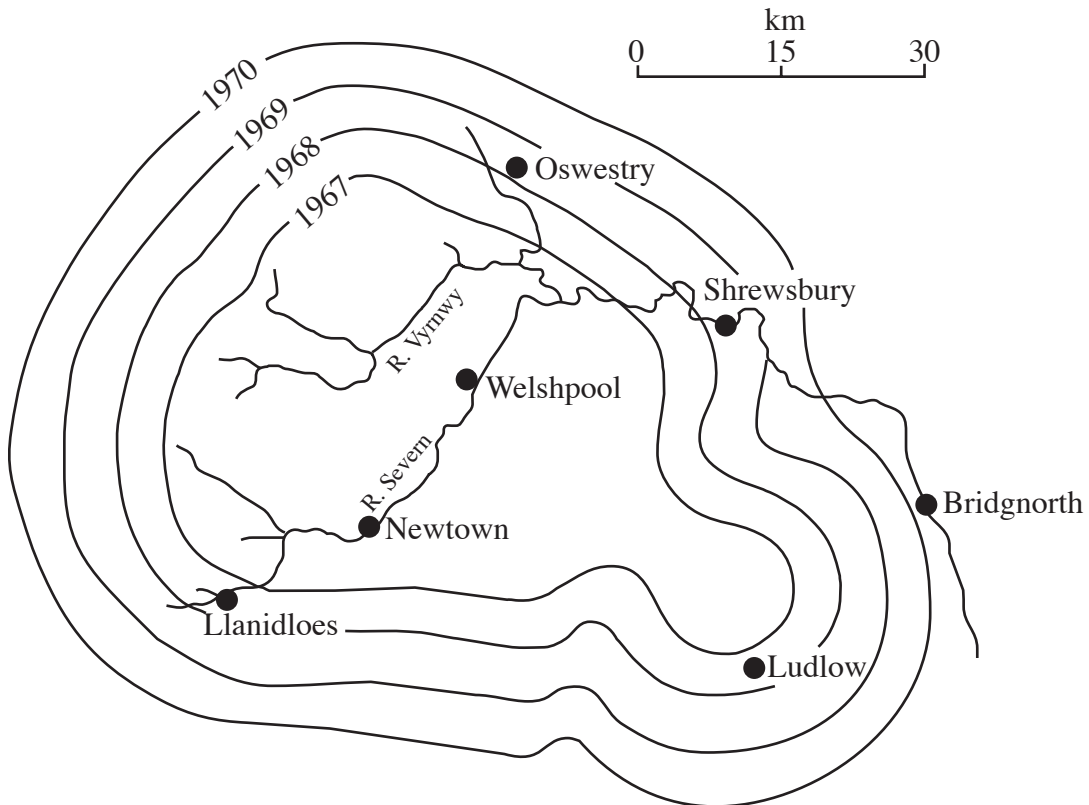 km
0 15 30
1970
1969
1968
1967
Oswestry
Shrewsbury
R. Vyrnwy
Welshpool
R. Severn
Newtown
Bridgnorth
Llanidloes
Ludlow